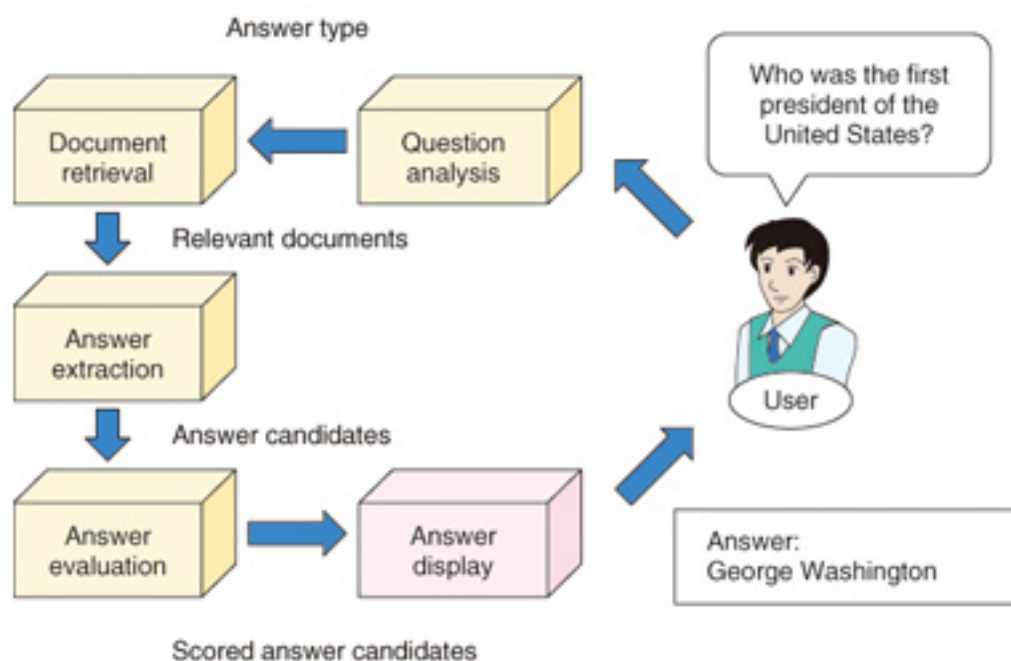 Answer type
Who was the first
president of the
United States?
Document
retrieval
Question
analysis
Relevant documents
Answer
extraction
User
Answer candidates
Answer
evaluation
Answer
display
Answer:
George Washington
Scored answer candidates